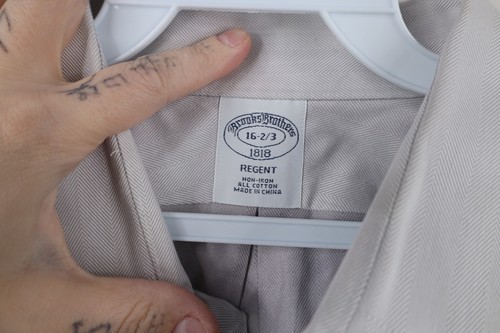 Brooks Brothers
16-2/3
1818
REGENT
NON-IRON
ALL COTTON
MADE IN CHINA